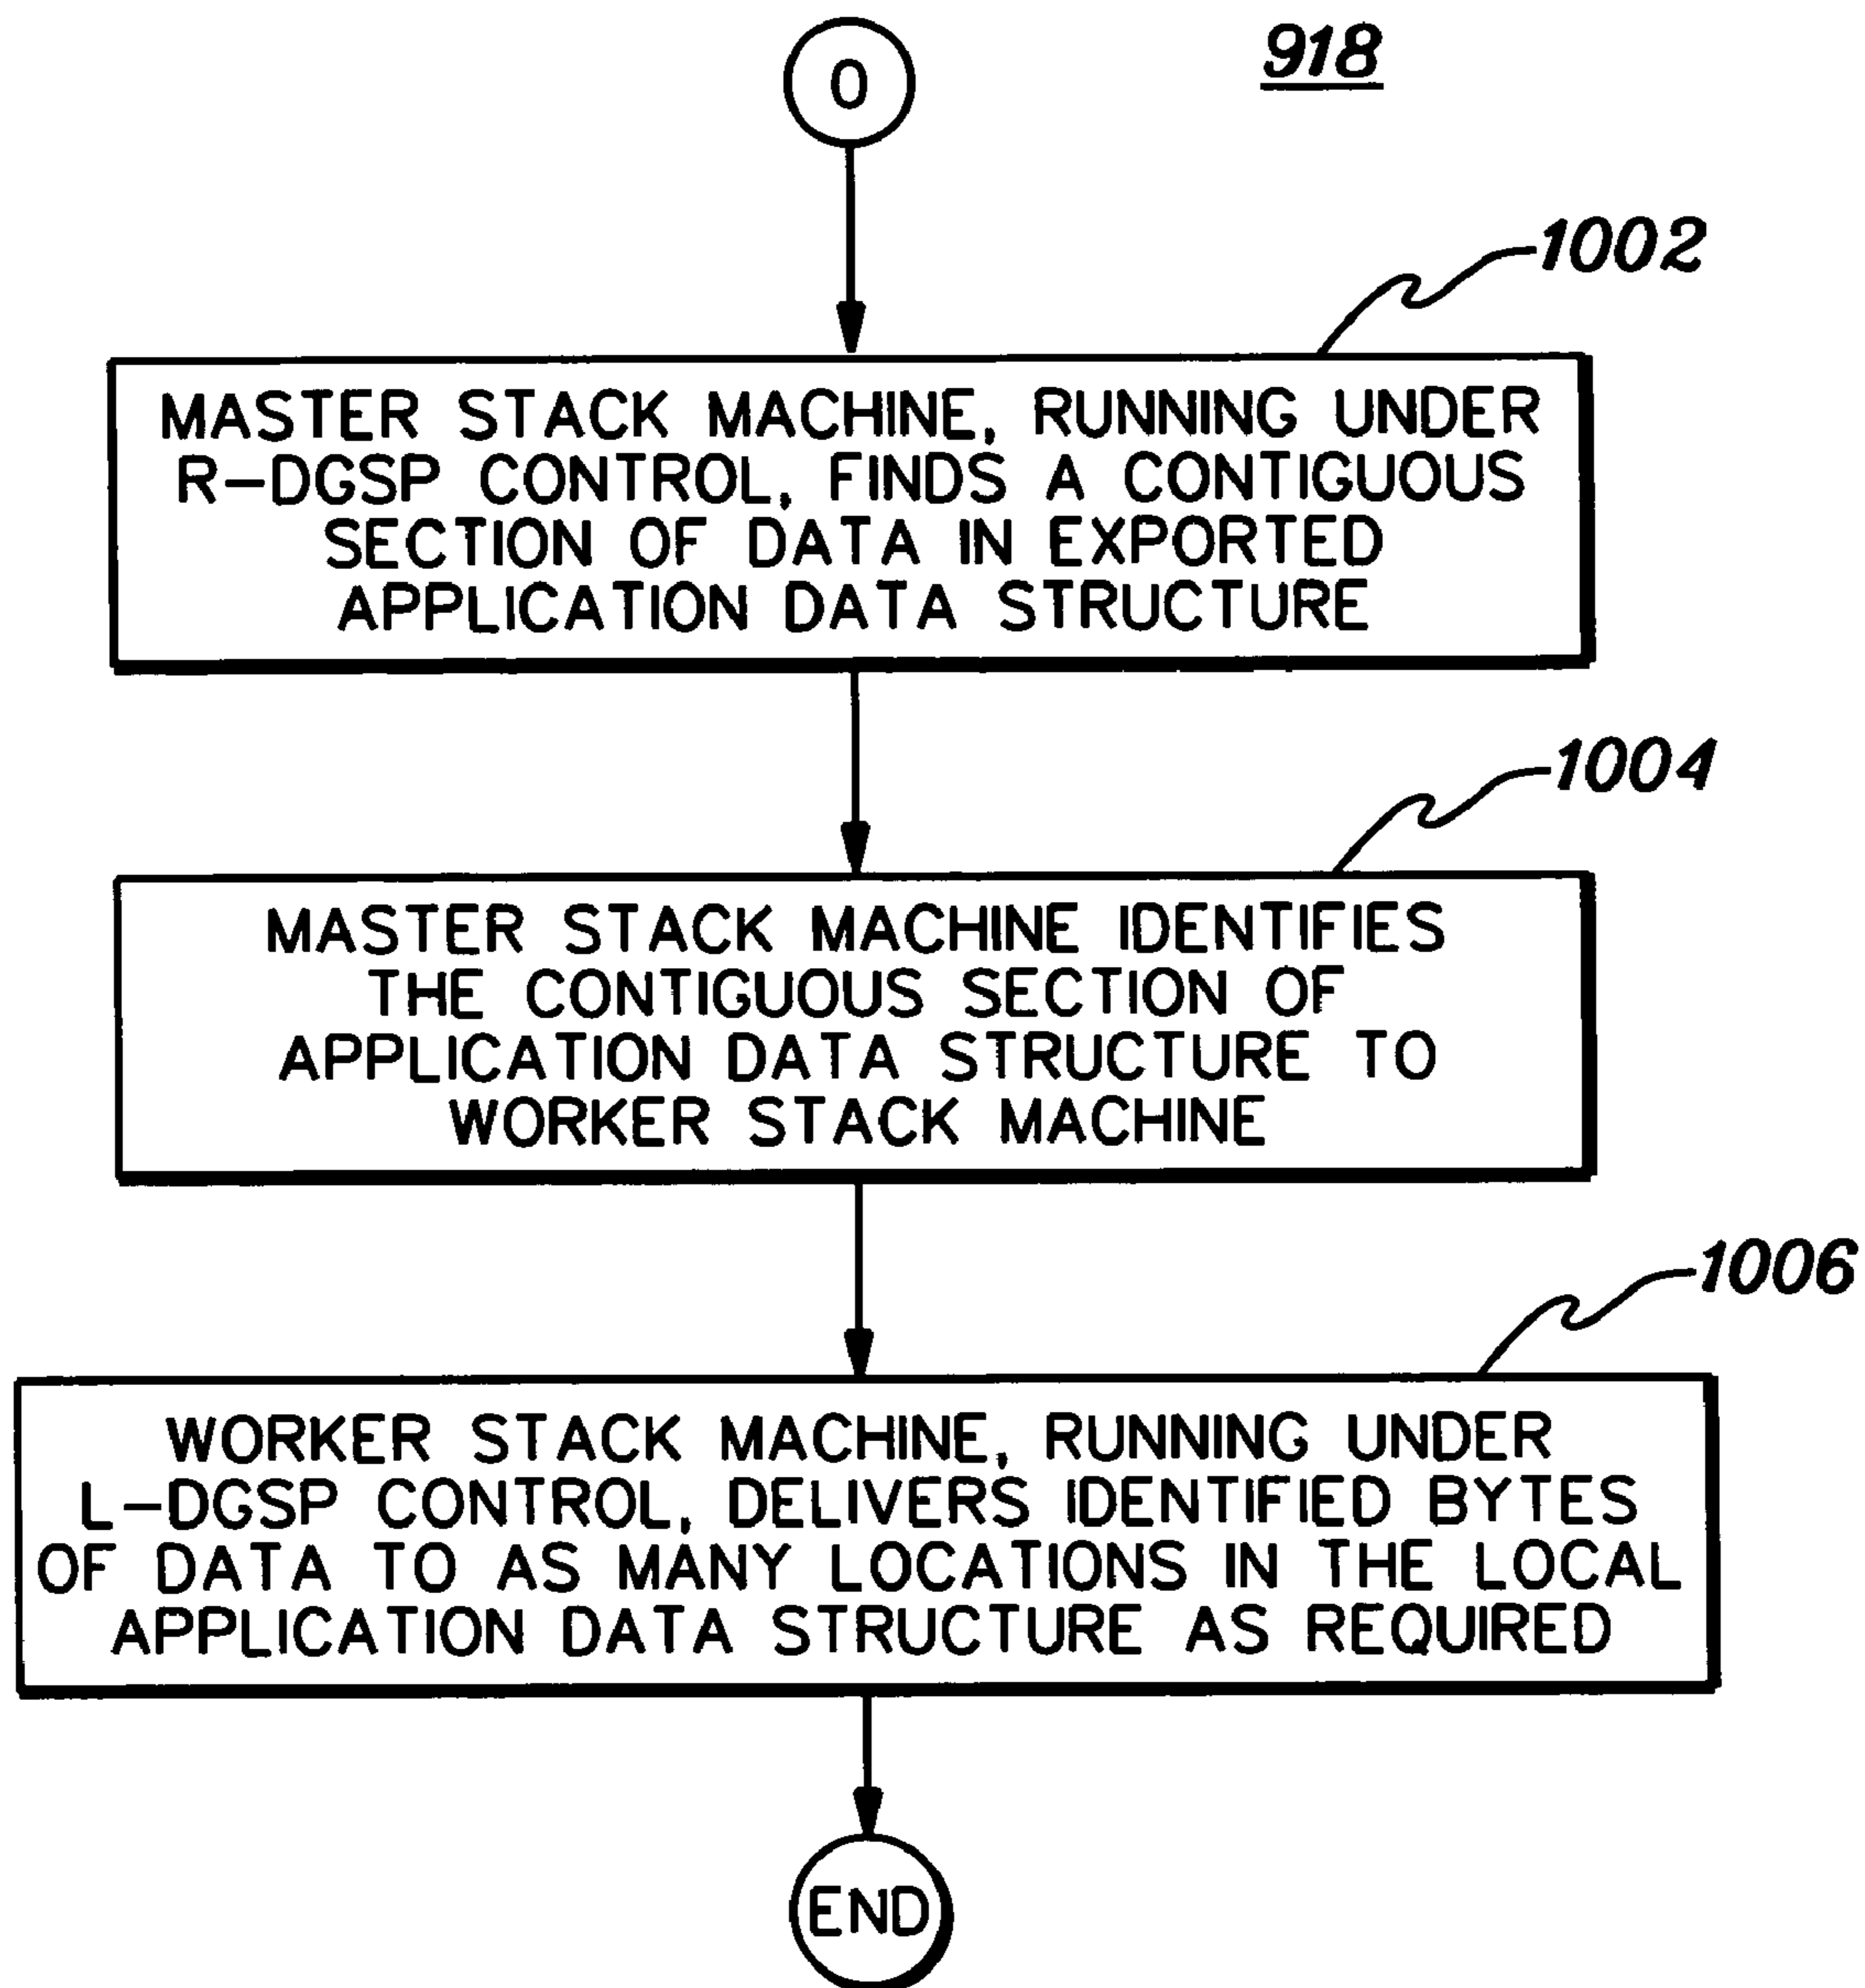 O
918
1002
MASTER STACK MACHINE, RUNNING UNDER
R-DGSP CONTROL, FINDS A CONTIGUOUS
SECTION OF DATA IN EXPORTED
APPLICATION DATA STRUCTURE
1004
MASTER STACK MACHINE IDENTIFIES
THE CONTIGUOUS SECTION OF
APPLICATION DATA STRUCTURE TO
WORKER STACK MACHINE
1006
WORKER STACK MACHINE, RUNNING UNDER
L-DGSP CONTROL, DELIVERS IDENTIFIED BYTES
OF DATA TO AS MANY LOCATIONS IN THE LOCAL
APPLICATION DATA STRUCTURE AS REQUIRED
END